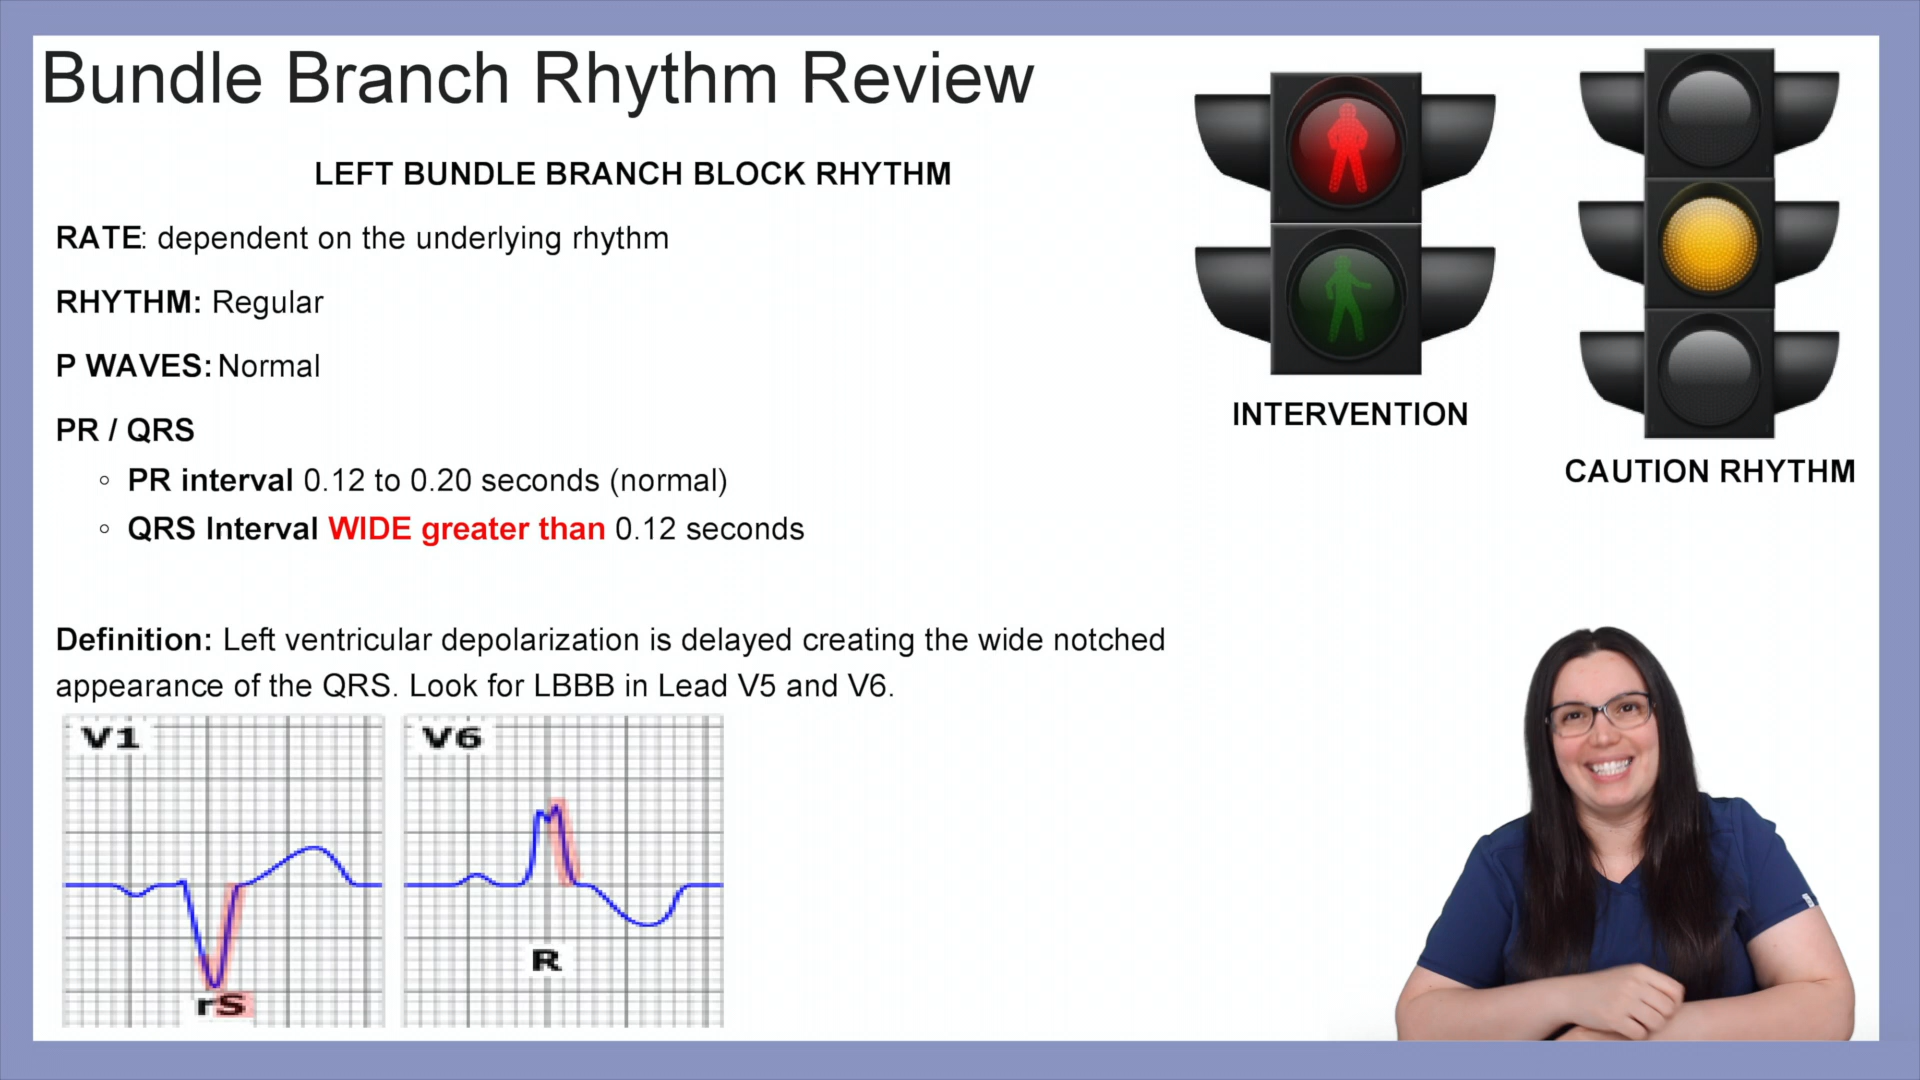 Bundle Branch Rhythm Review
LEFT BUNDLE BRANCH BLOCK RHYTHM
RATE: dependent on the underlying rhythm
RHYTHM: Regular
P WAVES: Normal
PR / QRS
◦ PR interval 0.12 to 0.20 seconds (normal)
◦ QRS Interval WIDE greater than 0.12 seconds
Definition: Left ventricular depolarization is delayed creating the wide notched
appearance of the QRS. Look for LBBB in Lead V5 and V6.
V1
rS
V6
R
INTERVENTION
CAUTION RHYTHM